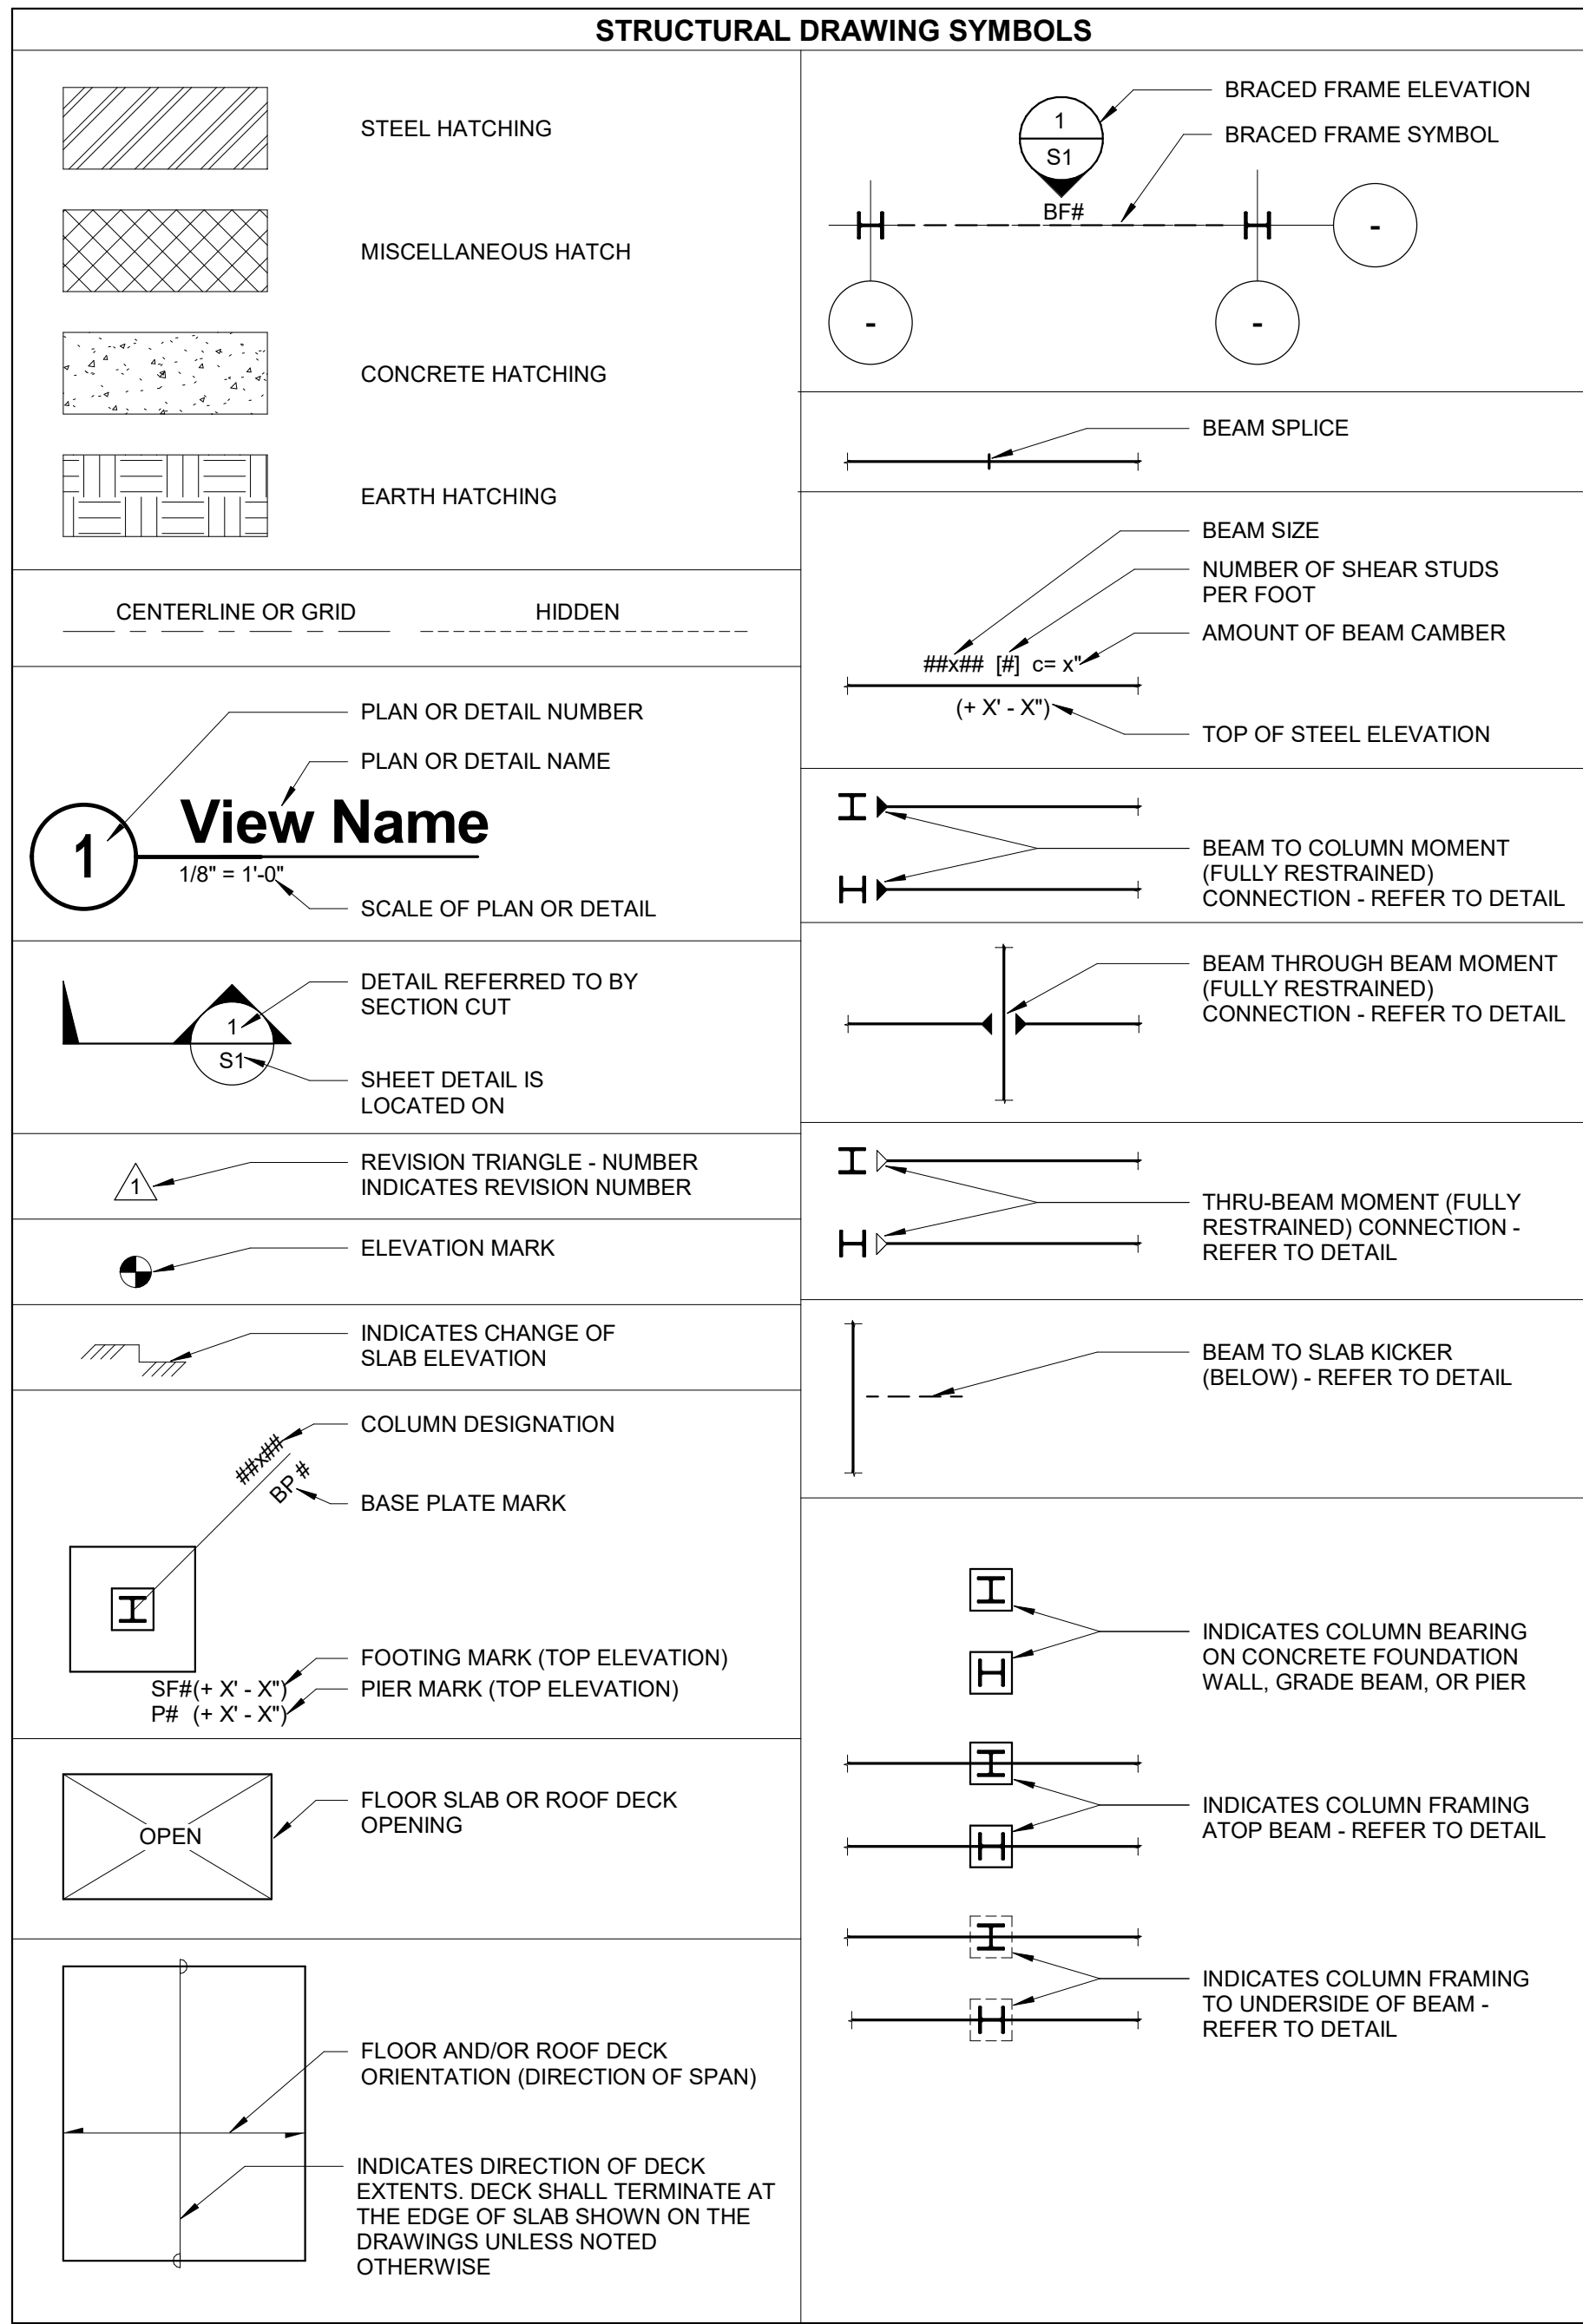 STRUCTURAL DRAWING SYMBOLS
STEEL HATCHING
MISCELLANEOUS HATCH
CONCRETE HATCHING
EARTH HATCHING
CENTERLINE OR GRID
HIDDEN
PLAN OR DETAIL NUMBER
PLAN OR DETAIL NAME
1
View Name
1/8" = 1'-0"
SCALE OF PLAN OR DETAIL
DETAIL REFERRED TO BY
SECTION CUT
1
S1
SHEET DETAIL IS
LOCATED ON
REVISION TRIANGLE - NUMBER
INDICATES REVISION NUMBER
1
ELEVATION MARK
INDICATES CHANGE OF
SLAB ELEVATION
COLUMN DESIGNATION
##x##
BP #
BASE PLATE MARK
FOOTING MARK (TOP ELEVATION)
SF#(+ X' - X")
PIER MARK (TOP ELEVATION)
P# (+ X' - X")
FLOOR SLAB OR ROOF DECK
OPENING
OPEN
FLOOR AND/OR ROOF DECK
ORIENTATION (DIRECTION OF SPAN)
INDICATES DIRECTION OF DECK
EXTENTS. DECK SHALL TERMINATE AT
THE EDGE OF SLAB SHOWN ON THE
DRAWINGS UNLESS NOTED
OTHERWISE
BRACED FRAME ELEVATION
1
S1
BRACED FRAME SYMBOL
BF#
-
-
-
BEAM SPLICE
BEAM SIZE
NUMBER OF SHEAR STUDS
PER FOOT
AMOUNT OF BEAM CAMBER
##x## [#] c= x"
(+ X' - X")
TOP OF STEEL ELEVATION
BEAM TO COLUMN MOMENT
(FULLY RESTRAINED)
CONNECTION - REFER TO DETAIL
BEAM THROUGH BEAM MOMENT
(FULLY RESTRAINED)
CONNECTION - REFER TO DETAIL
THRU-BEAM MOMENT (FULLY
RESTRAINED) CONNECTION -
REFER TO DETAIL
BEAM TO SLAB KICKER
(BELOW) - REFER TO DETAIL
INDICATES COLUMN BEARING
ON CONCRETE FOUNDATION
WALL, GRADE BEAM, OR PIER
INDICATES COLUMN FRAMING
ATOP BEAM - REFER TO DETAIL
INDICATES COLUMN FRAMING
TO UNDERSIDE OF BEAM -
REFER TO DETAIL